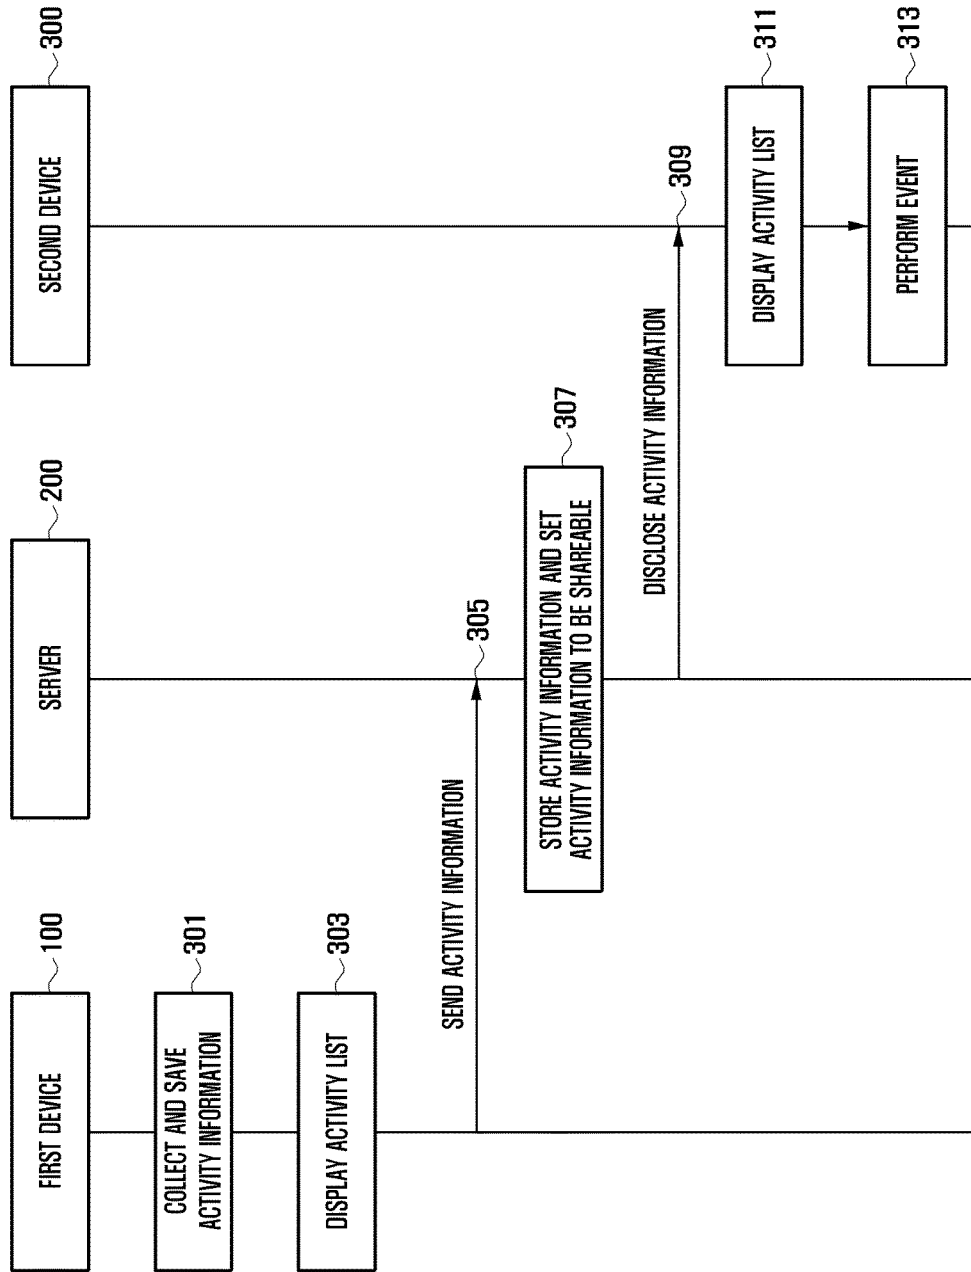 FIRST DEVICE
100
SERVER
200
SECOND DEVICE
300
COLLECT AND SAVE
ACTIVITY INFORMATION
301
DISPLAY ACTIVITY LIST
303
SEND ACTIVITY INFORMATION
305
STORE ACTIVITY INFORMATION AND SET
ACTIVITY INFORMATION TO BE SHAREABLE
307
DISCLOSE ACTIVITY INFORMATION
309
DISPLAY ACTIVITY LIST
311
PERFORM EVENT
313